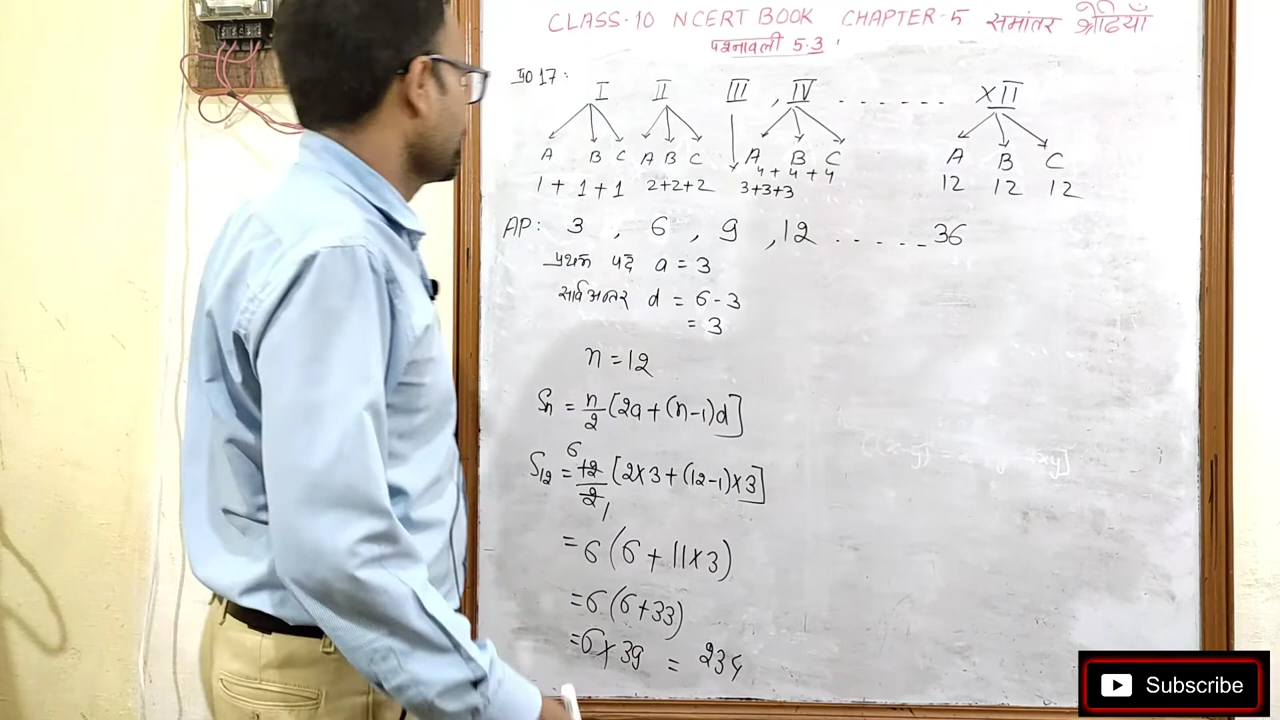 CLASS-10 NCERT BOOK CHAPTER 5 समांतर श्रेढियाँ
प्रश्नावली 5.3
प्र०17:
I II III , IV ------ XII
A B C A B C A B C A B C
4+4+4
1+1+1 2+2+2 3+3+3 12 12 12
AP: 3 , 6 , 9 , 12 ------ 36
प्रथम पद a = 3
सार्वअन्तर d = 6-3
= 3
n = 12
Sn = n/2 [2a+(n-1)d]
S12 = 6 12/2 1 [2×3+(12-1)×3]
= 6(6+11×3)
=6(6+33)
=6×39 = 234
Subscribe